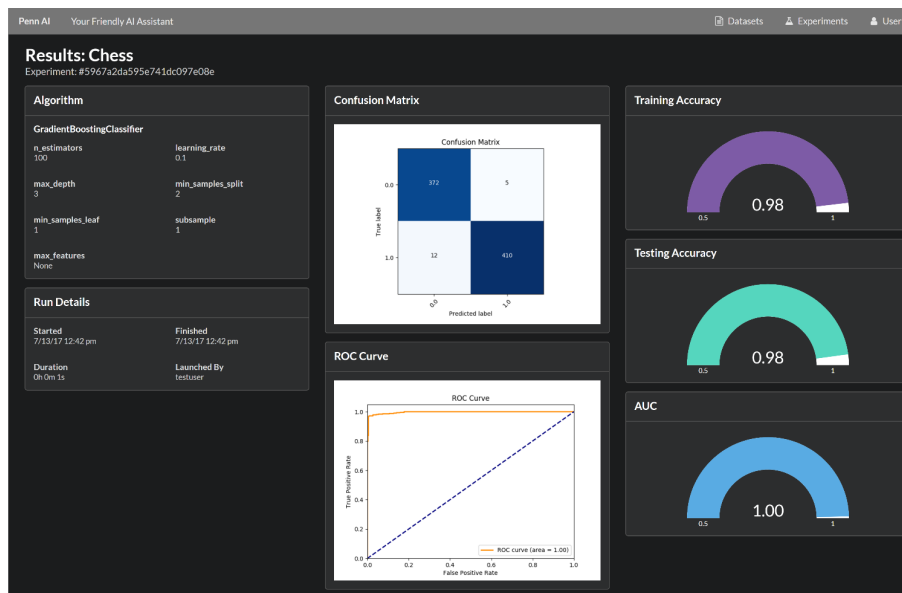 Penn AI Your Friendly AI Assistant Datasets Experiments User
Results: Chess
Experiment: #5967a2da595e741dc097e08e
Algorithm
GradientBoostingClassifier
n_estimators learning_rate
100 0.1
max_depth min_samples_split
3 2
min_samples_leaf subsample
1 1
max_features
None
Run Details
Started Finished
7/13/17 12:42 pm 7/13/17 12:42 pm
Duration Launched By
0h 0m 1s testuser
Confusion Matrix
Confusion Matrix
True label
0.0 372 5
1.0 12 410
0.0 1.0
Predicted label
ROC Curve
ROC Curve
True Positive Rate
1.0
0.8
0.6
0.4
0.2
0.0
0.0 0.2 0.4 0.6 0.8 1.0
False Positive Rate
ROC curve (area = 1.00)
Training Accuracy
0.98
0.5 1
Testing Accuracy
0.98
0.5 1
AUC
1.00
0.5 1